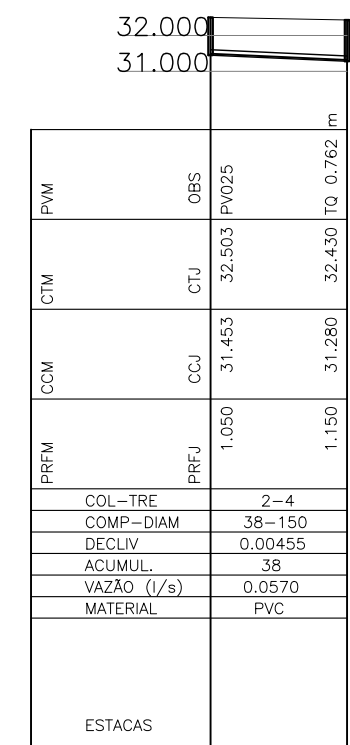 32.000
31.000
PVM OBS PV025 TQ 0.762 m
CTM CTJ 32.503 32.430
CCM CCJ 31.453 31.280
PRFM PRFJ 1.050 1.150
COL-TRE 2-4
COMP-DIAM 38-150
DECLIV 0.00455
ACUMUL. 38
VAZÃO (l/s) 0.0570
MATERIAL PVC
ESTACAS